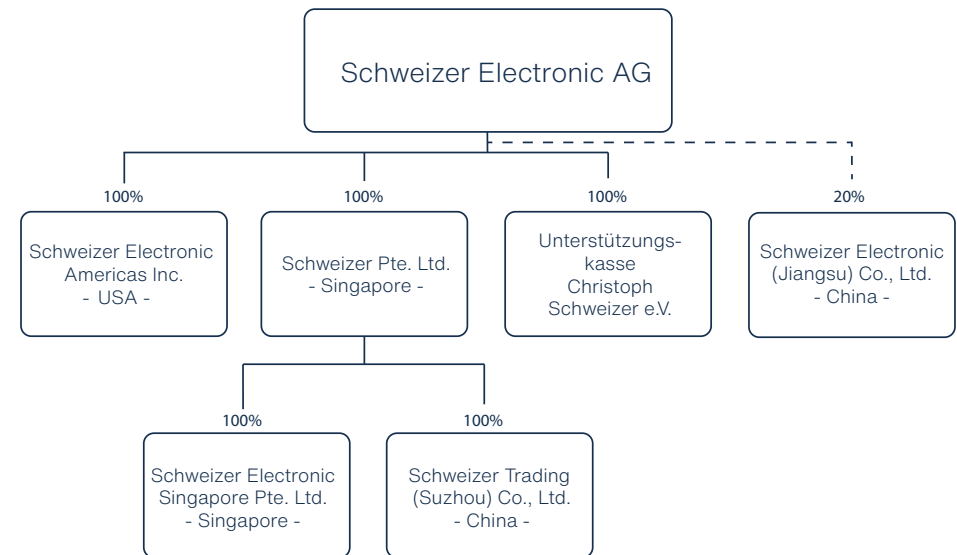 Schweizer Electronic AG
100%
100%
100%
20%
Schweizer Electronic
Americas Inc.
- USA -
Schweizer Pte. Ltd.
- Singapore -
Unterstützungs-
kasse
Christoph
Schweizer e.V.
Schweizer Electronic
(Jiangsu) Co., Ltd.
- China -
100%
100%
Schweizer Electronic
Singapore Pte. Ltd.
- Singapore -
Schweizer Trading
(Suzhou) Co., Ltd.
- China -